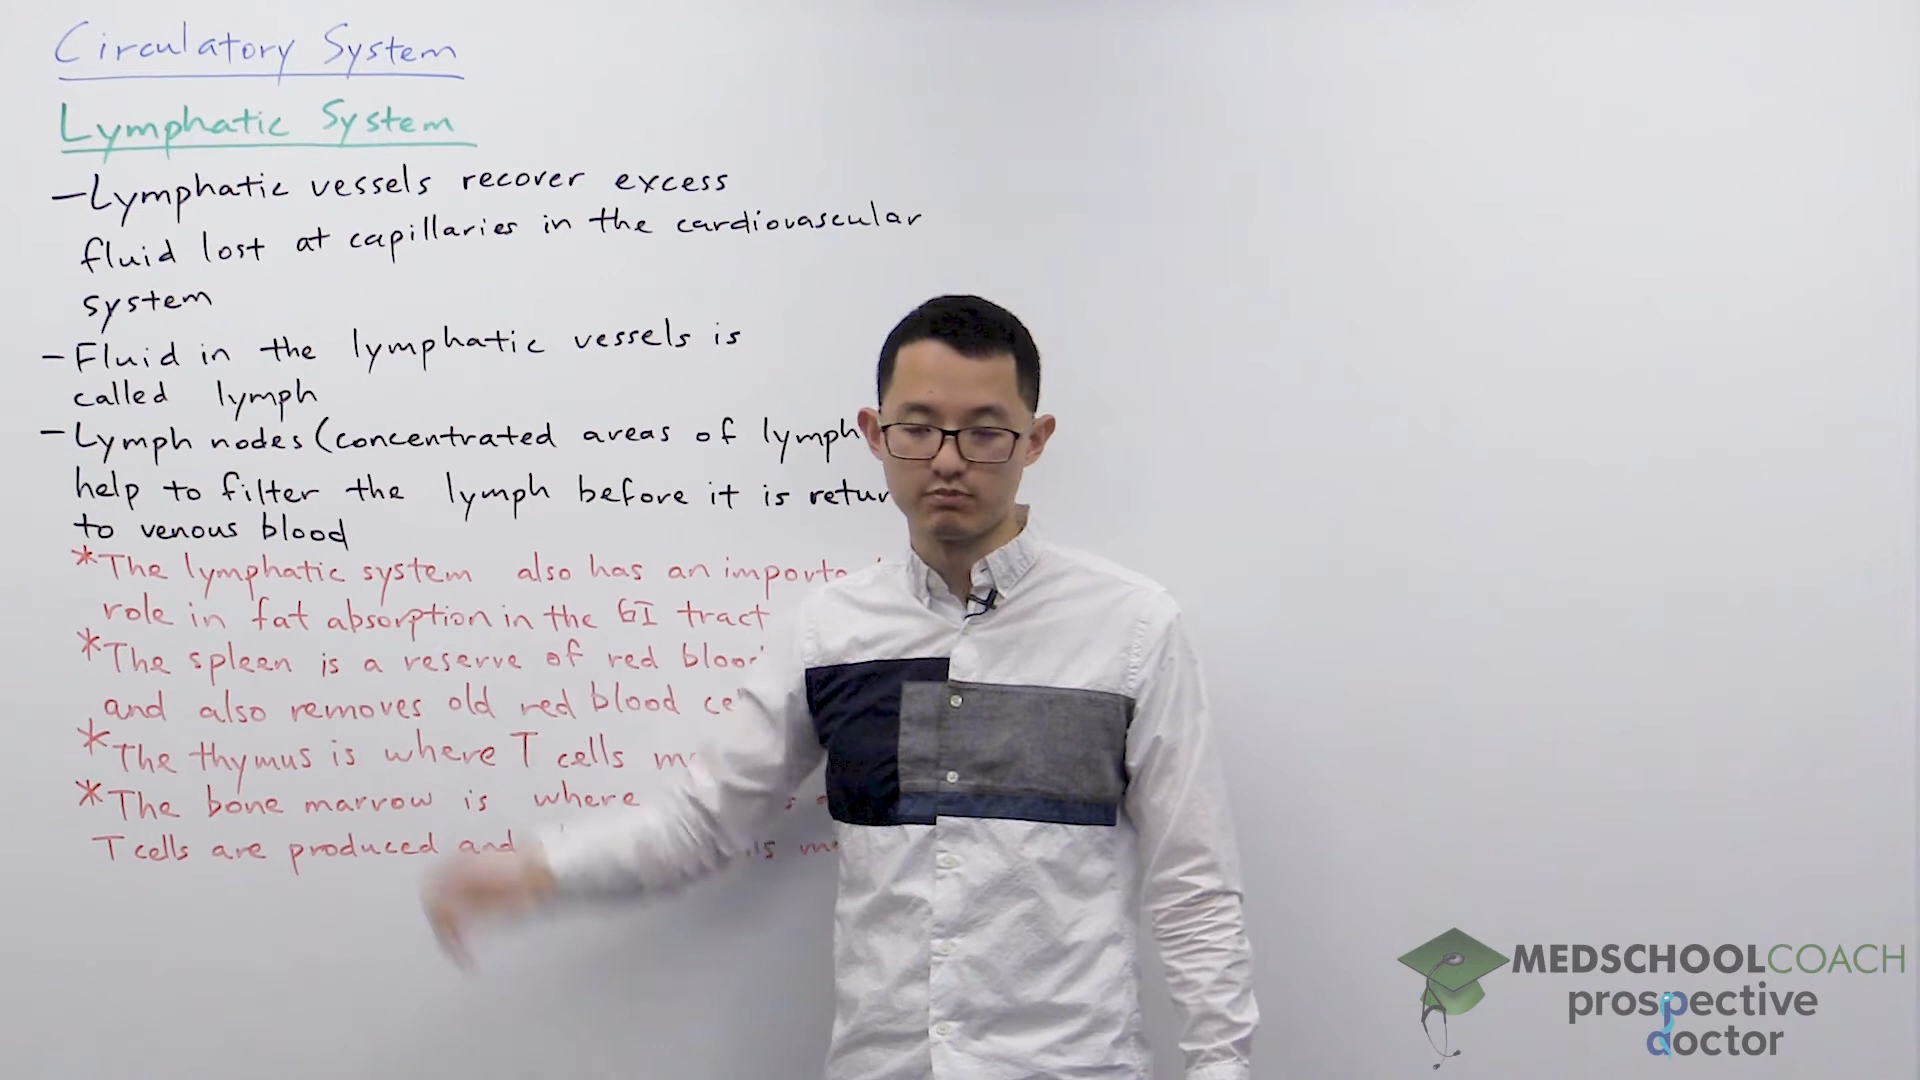 Circulatory System
Lymphatic System
- Lymphatic vessels recover excess
fluid lost at capillaries in the cardiovascular
system
- Fluid in the lymphatic vessels is
called lymph
- Lymph nodes (concentrated areas of lymph
help to filter the lymph before it is
to venous blood
* The lymphatic system also has an
role in fat absorption in the GI tract
* The spleen is a reserve of red blood
and also removes old red blood
* The thymus is where T cells
* The bone marrow is where
T cells are produced and
MEDSCHOOLCOACH
prospective
doctor